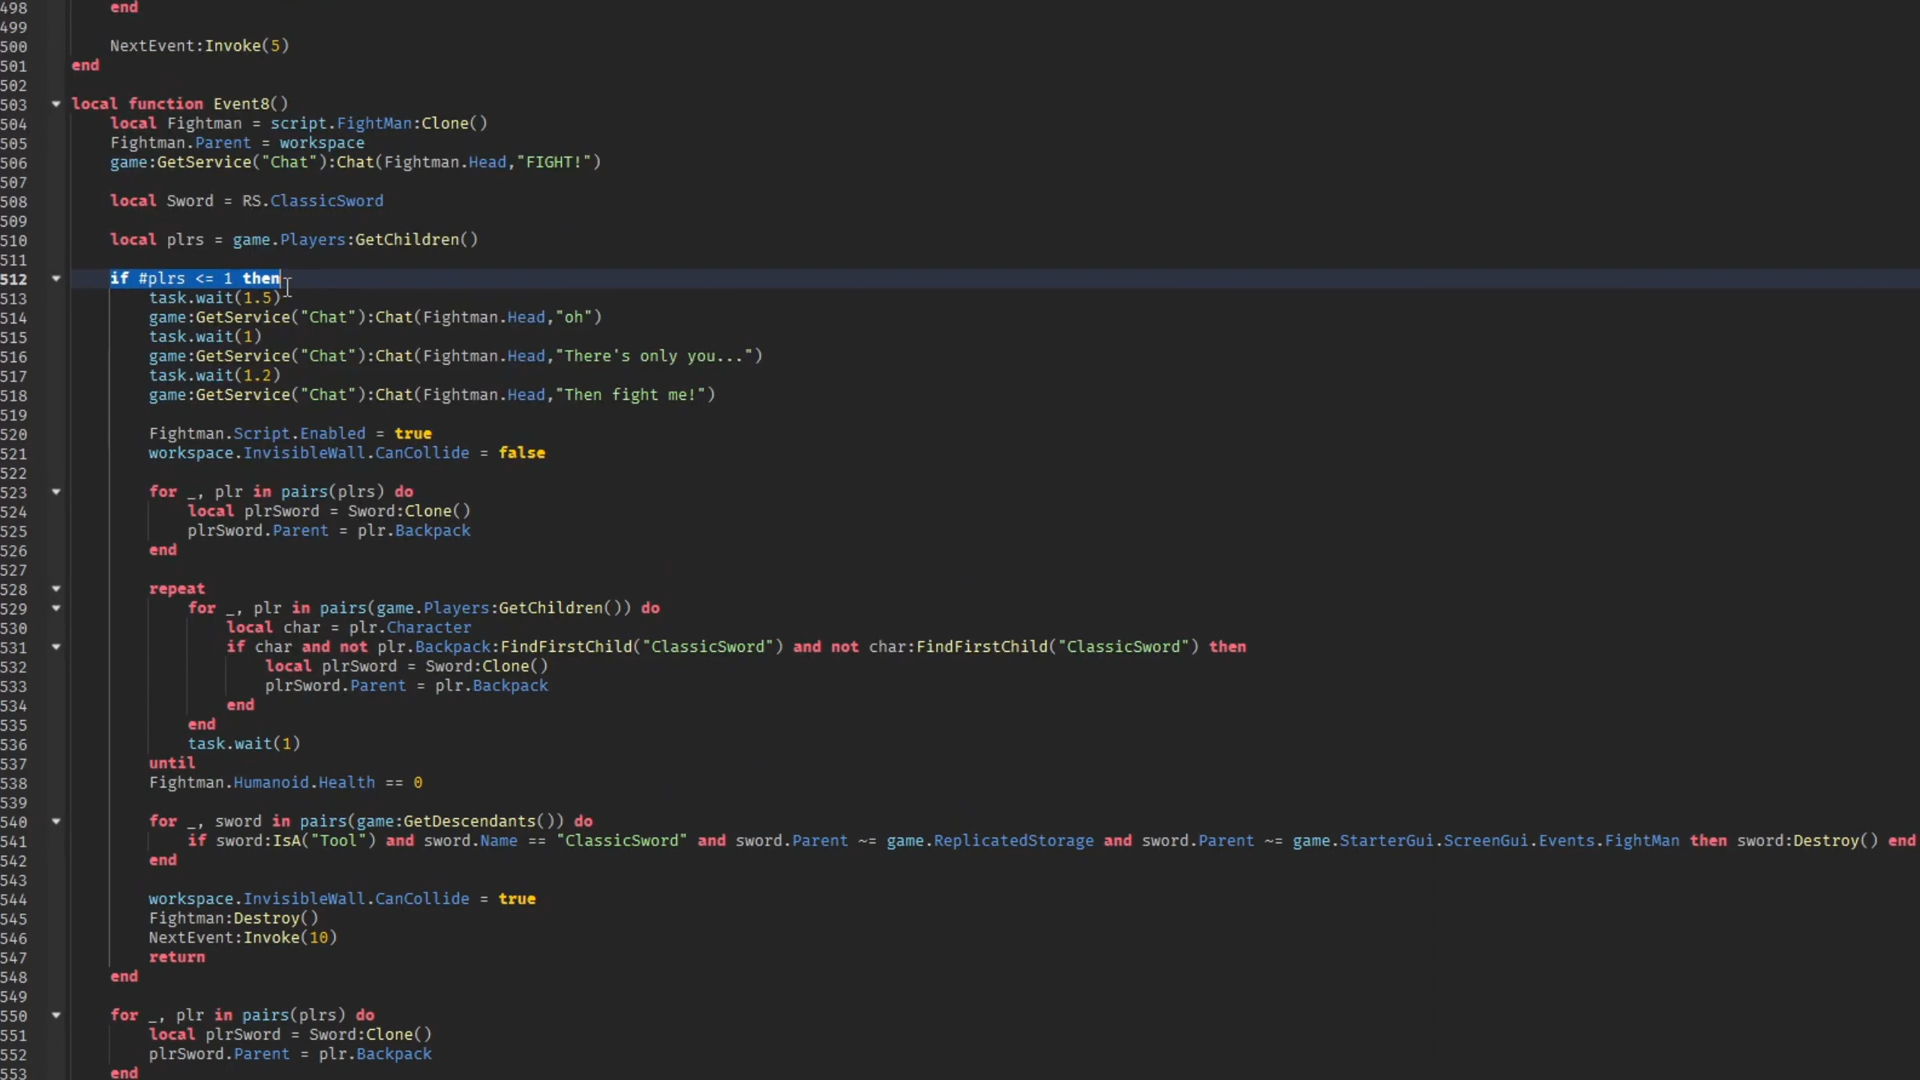 498 end
499
500 NextEvent:Invoke(5)
501 end
502
503 local function Event8()
504 local Fightman = script.FightMan:Clone()
505 Fightman.Parent = workspace
506 game:GetService("Chat"):Chat(Fightman.Head,"FIGHT!")
507
508 local Sword = RS.ClassicSword
509
510 local plrs = game.Players:GetChildren()
511
512 if #plrs <= 1 then
513 task.wait(1.5)
514 game:GetService("Chat"):Chat(Fightman.Head,"oh")
515 task.wait(1)
516 game:GetService("Chat"):Chat(Fightman.Head,"There's only you...")
517 task.wait(1.2)
518 game:GetService("Chat"):Chat(Fightman.Head,"Then fight me!")
519
520 Fightman.Script.Enabled = true
521 workspace.InvisibleWall.CanCollide = false
522
523 for _, plr in pairs(plrs) do
524 local plrSword = Sword:Clone()
525 plrSword.Parent = plr.Backpack
526 end
527
528 repeat
529 for _, plr in pairs(game.Players:GetChildren()) do
530 local char = plr.Character
531 if char and not plr.Backpack:FindFirstChild("ClassicSword") and not char:FindFirstChild("ClassicSword") then
532 local plrSword = Sword:Clone()
533 plrSword.Parent = plr.Backpack
534 end
535 end
536 task.wait(1)
537 until
538 Fightman.Humanoid.Health == 0
539
540 for _, sword in pairs(game:GetDescendants()) do
541 if sword:IsA("Tool") and sword.Name == "ClassicSword" and sword.Parent ~= game.ReplicatedStorage and sword.Parent ~= game.StarterGui.ScreenGui.Events.FightMan then sword:Destroy() end
542 end
543
544 workspace.InvisibleWall.CanCollide = true
545 Fightman:Destroy()
546 NextEvent:Invoke(10)
547 return
548 end
549
550 for _, plr in pairs(plrs) do
551 local plrSword = Sword:Clone()
552 plrSword.Parent = plr.Backpack
553 end